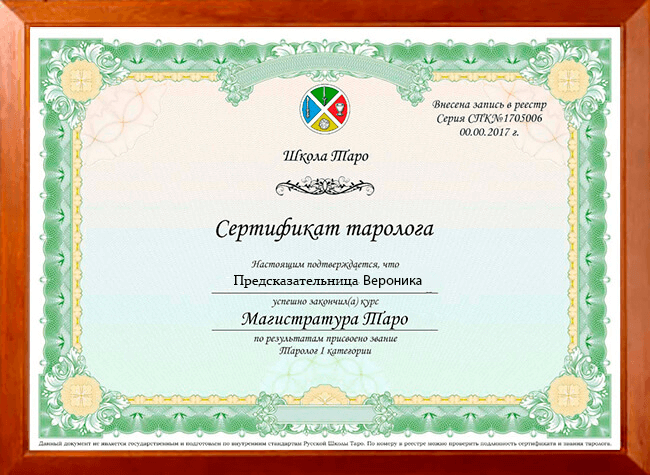 Внесена запись в реестр
Серия СПК№1705006
00.00.2017 г.
Школа Таро
Сертификат таролога
Настоящим подтверждается, что
Предсказательница Вероника
успешно закончил(а) курс
Магистратура Таро
по результатам присвоено звание
Таролог I категории
Данный документ не является государственным и подготовлен по внутренним стандартам Русской Школы Таро. По номеру в реестре можно проверить подлинность сертификата и звания таролога.